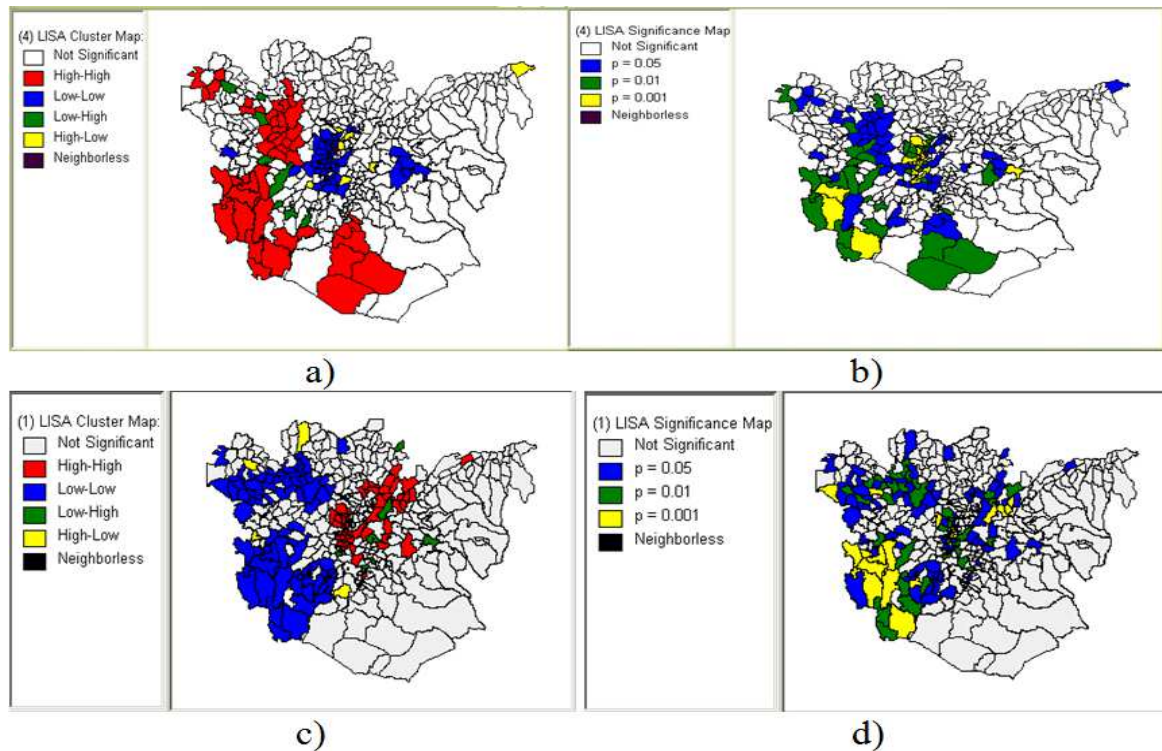 (4) LISA Cluster Map:
Not Significant
High-High
Low-Low
Low-High
High-Low
Neighborless
(4) LISA Significance Map
Not Significant
p = 0.05
p = 0.01
p = 0.001
Neighborless
a)
b)
(1) LISA Cluster Map:
Not Significant
High-High
Low-Low
Low-High
High-Low
Neighborless
(1) LISA Significance Map
Not Significant
p = 0.05
p = 0.01
p = 0.001
Neighborless
c)
d)